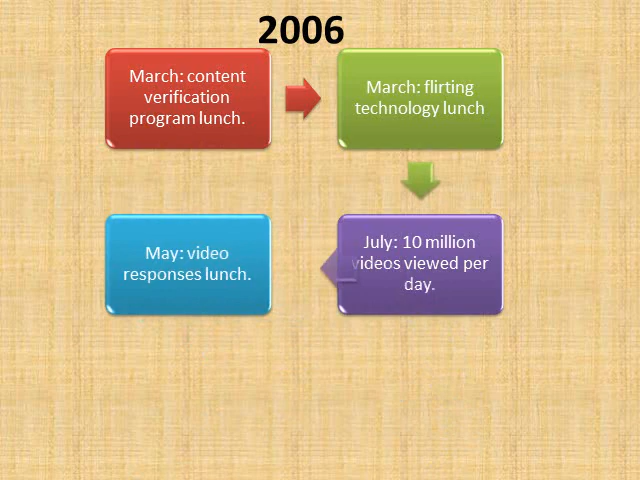 2006
March: content
verification
program lunch.
March: flirting
technology lunch
July: 10 million
videos viewed per
day.
May: video
responses lunch.